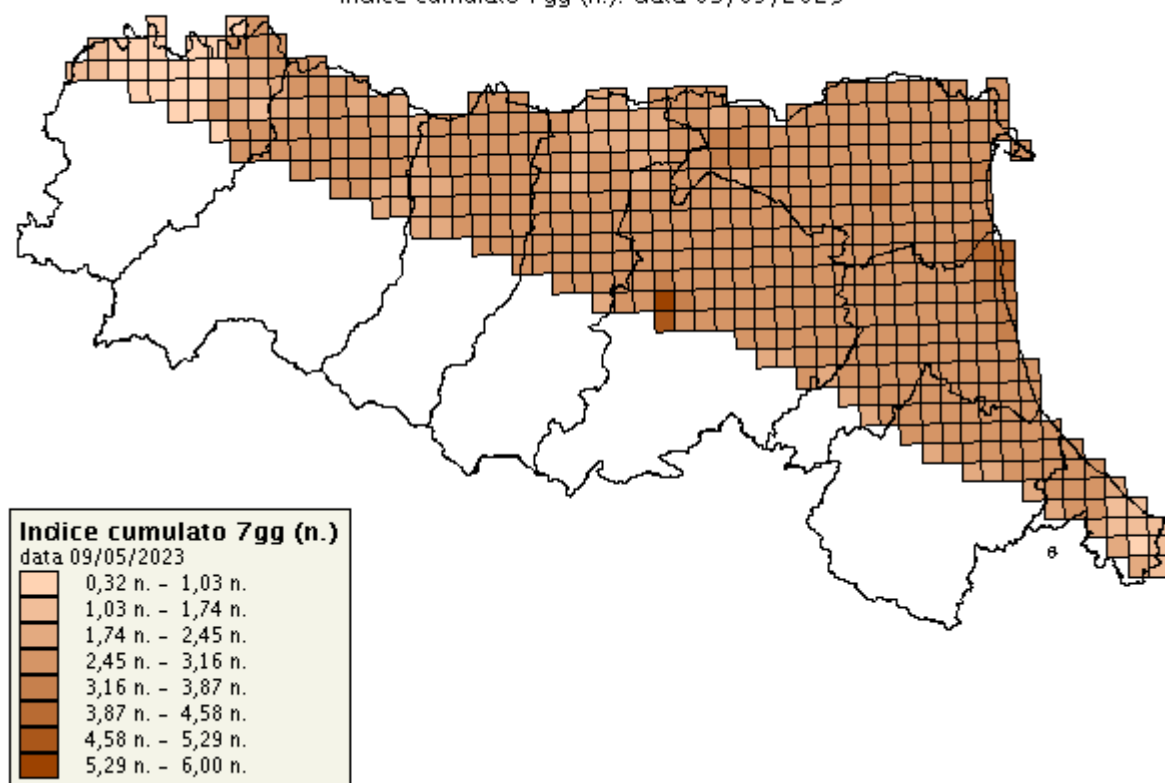 Indice cumulato 7gg (n.)
data 09/05/2023
0,32 n. - 1,03 n.
1,03 n. - 1,74 n.
1,74 n. - 2,45 n.
2,45 n. - 3,16 n.
3,16 n. - 3,87 n.
3,87 n. - 4,58 n.
4,58 n. - 5,29 n.
5,29 n. - 6,00 n.